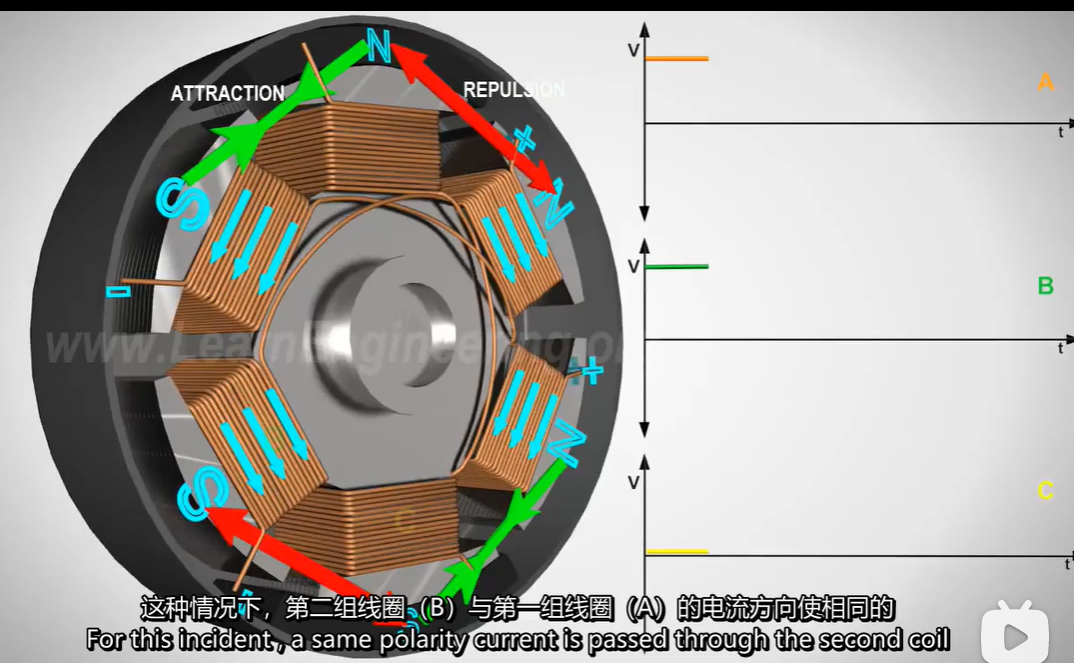 N
V
ATTRACTION
REPULSION
A
+
t
S
N
V
-
B
www.LearnEngineering.or
t
++
N
S
V
C
C
t
这种情况下，第二组线圈（B）与第一组线圈（A）的电流方向使相同的
For this incident , a same polarity current is passed through the second coil